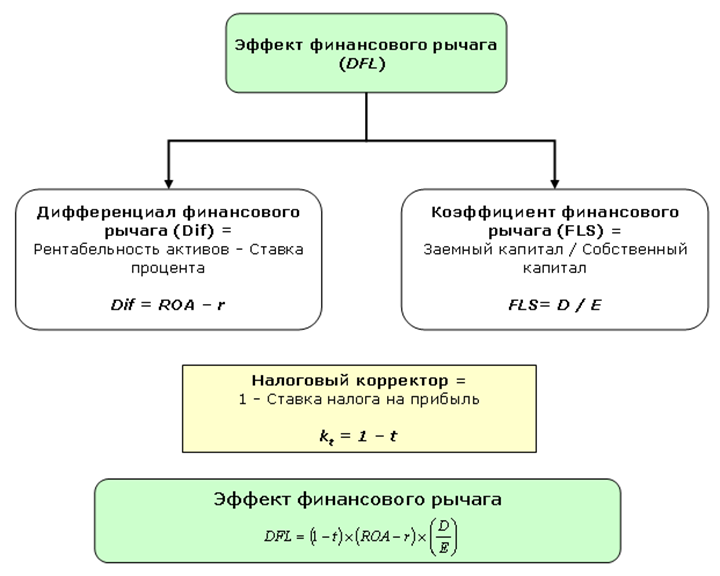 Эффект финансового рычага
(DFL)
Дифференциал финансового
рычага (Dif) =
Рентабельность активов – Ставка
процента
Dif = ROA – r
Коэффициент финансового
рычага (FLS) =
Заемный капитал / Собственный
капитал
FLS= D / E
Налоговый корректор =
1 – Ставка налога на прибыль
kₜ = 1 – t
Эффект финансового рычага
DFL = (1–t)×(ROA–r)×(D/E)